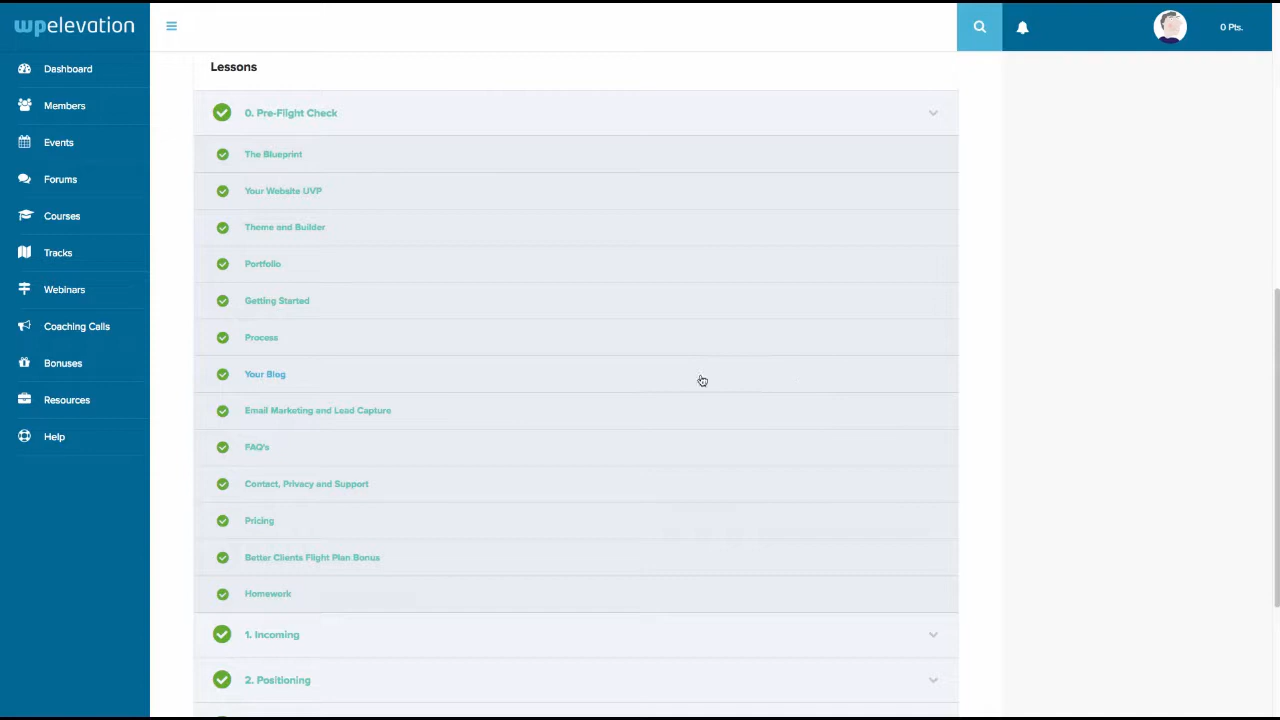 wpelevation
0 Pts.
Dashboard
Members
Events
Forums
Courses
Tracks
Webinars
Coaching Calls
Bonuses
Resources
Help
Lessons
0. Pre-Flight Check
The Blueprint
Your Website UVP
Theme and Builder
Portfolio
Getting Started
Process
Your Blog
Email Marketing and Lead Capture
FAQ's
Contact, Privacy and Support
Pricing
Better Clients Flight Plan Bonus
Homework
1. Incoming
2. Positioning